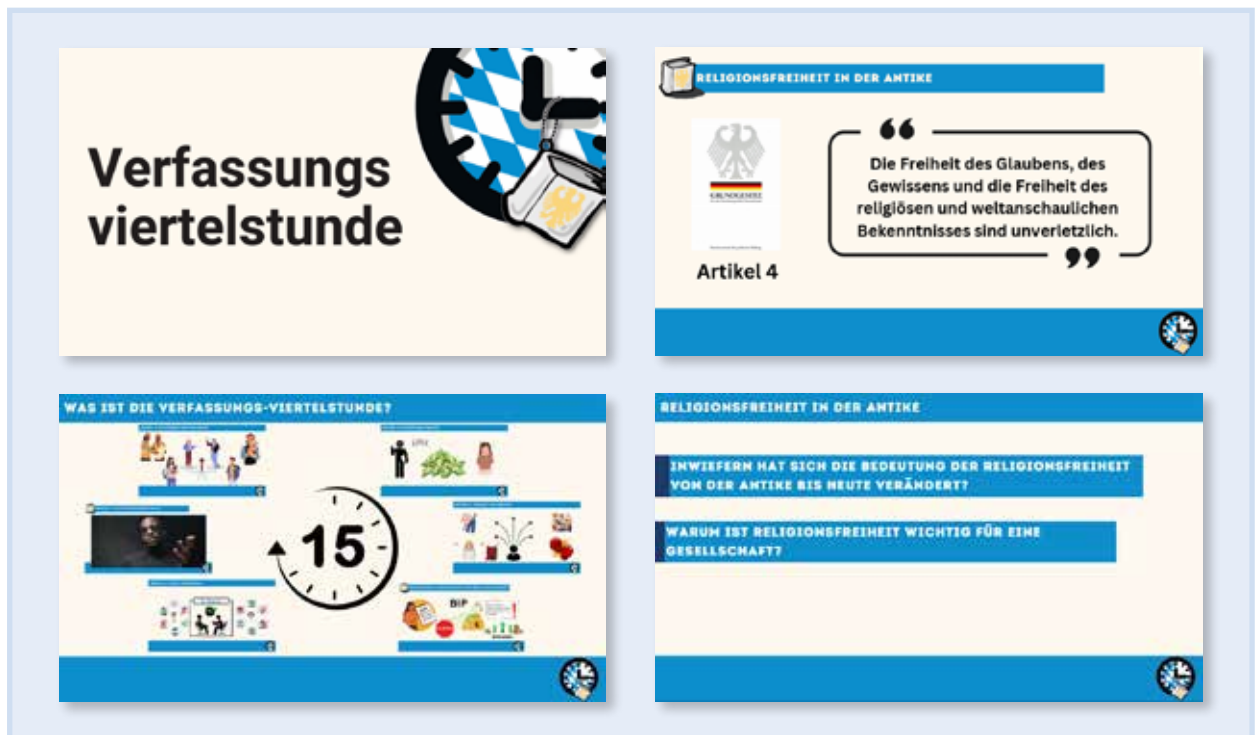 Verfassungs
viertelstunde
RELIGIONSFREIHEIT IN DER ANTIKE
GRUNDGESETZ
Artikel 4
Die Freiheit des Glaubens, des
Gewissens und die Freiheit des
religiösen und weltanschaulichen
Bekenntnisses sind unverletzlich.
WAS IST DIE VERFASSUNGS-VIERTELSTUNDE?
15
BIP
RELIGIONSFREIHEIT IN DER ANTIKE
INWIEFERN HAT SICH DIE BEDEUTUNG DER RELIGIONSFREIHEIT
VON DER ANTIKE BIS HEUTE VERÄNDERT?
WARUM IST RELIGIONSFREIHEIT WICHTIG FÜR EINE
GESELLSCHAFT?